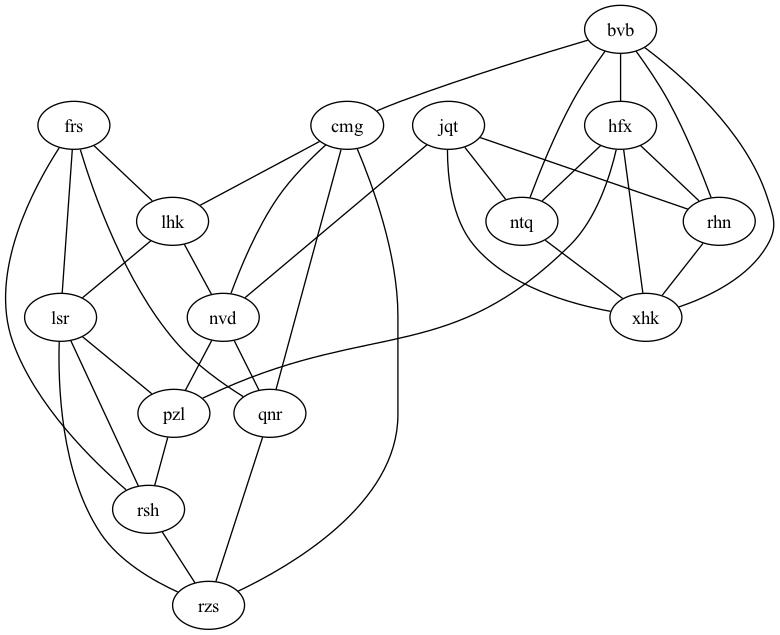 bvb
frs
cmg
jqt
hfx
lhk
ntq
rhn
lsr
nvd
xhk
pzl
qnr
rsh
rzs